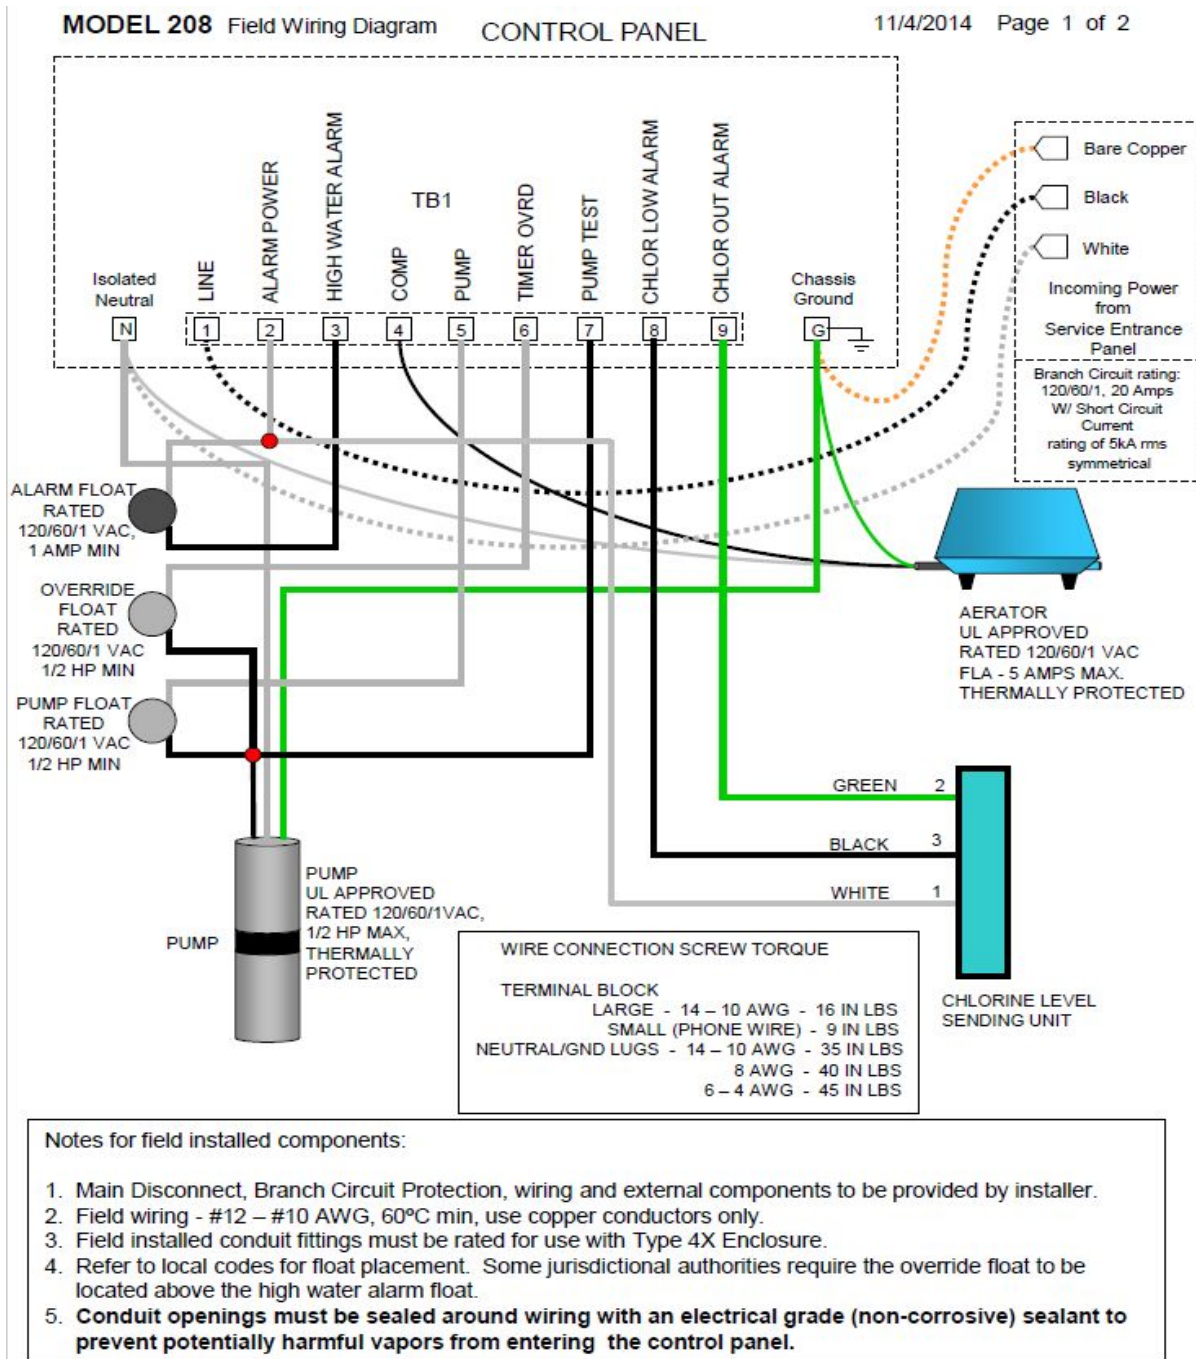 MODEL 208 Field Wiring Diagram CONTROL PANEL 11/4/2014 Page 1 of 2
TB1
Isolated
Neutral
LINE
ALARM POWER
HIGH WATER ALARM
COMP
PUMP
TIMER OVRD
PUMP TEST
CHLOR LOW ALARM
CHLOR OUT ALARM
Chassis
Ground
N 1 2 3 4 5 6 7 8 9 G
Bare Copper
Black
White
Incoming Power
from
Service Entrance
Panel
Branch Circuit rating:
120/60/1, 20 Amps
W/ Short Circuit
Current
rating of 5kA rms
symmetrical
ALARM FLOAT
RATED
120/60/1 VAC,
1 AMP MIN
OVERRIDE
FLOAT
RATED
120/60/1 VAC
1/2 HP MIN
PUMP FLOAT
RATED
120/60/1 VAC
1/2 HP MIN
AERATOR
UL APPROVED
RATED 120/60/1 VAC
FLA - 5 AMPS MAX.
THERMALLY PROTECTED
GREEN 2
BLACK 3
WHITE 1
CHLORINE LEVEL
SENDING UNIT
PUMP
PUMP
UL APPROVED
RATED 120/60/1VAC,
1/2 HP MAX,
THERMALLY
PROTECTED
WIRE CONNECTION SCREW TORQUE
TERMINAL BLOCK
LARGE - 14 – 10 AWG - 16 IN LBS
SMALL (PHONE WIRE) - 9 IN LBS
NEUTRAL/GND LUGS - 14 – 10 AWG - 35 IN LBS
8 AWG - 40 IN LBS
6 – 4 AWG - 45 IN LBS
Notes for field installed components:
1. Main Disconnect, Branch Circuit Protection, wiring and external components to be provided by installer.
2. Field wiring - #12 – #10 AWG, 60ºC min, use copper conductors only.
3. Field installed conduit fittings must be rated for use with Type 4X Enclosure.
4. Refer to local codes for float placement. Some jurisdictional authorities require the override float to be
located above the high water alarm float.
5. Conduit openings must be sealed around wiring with an electrical grade (non-corrosive) sealant to
prevent potentially harmful vapors from entering the control panel.